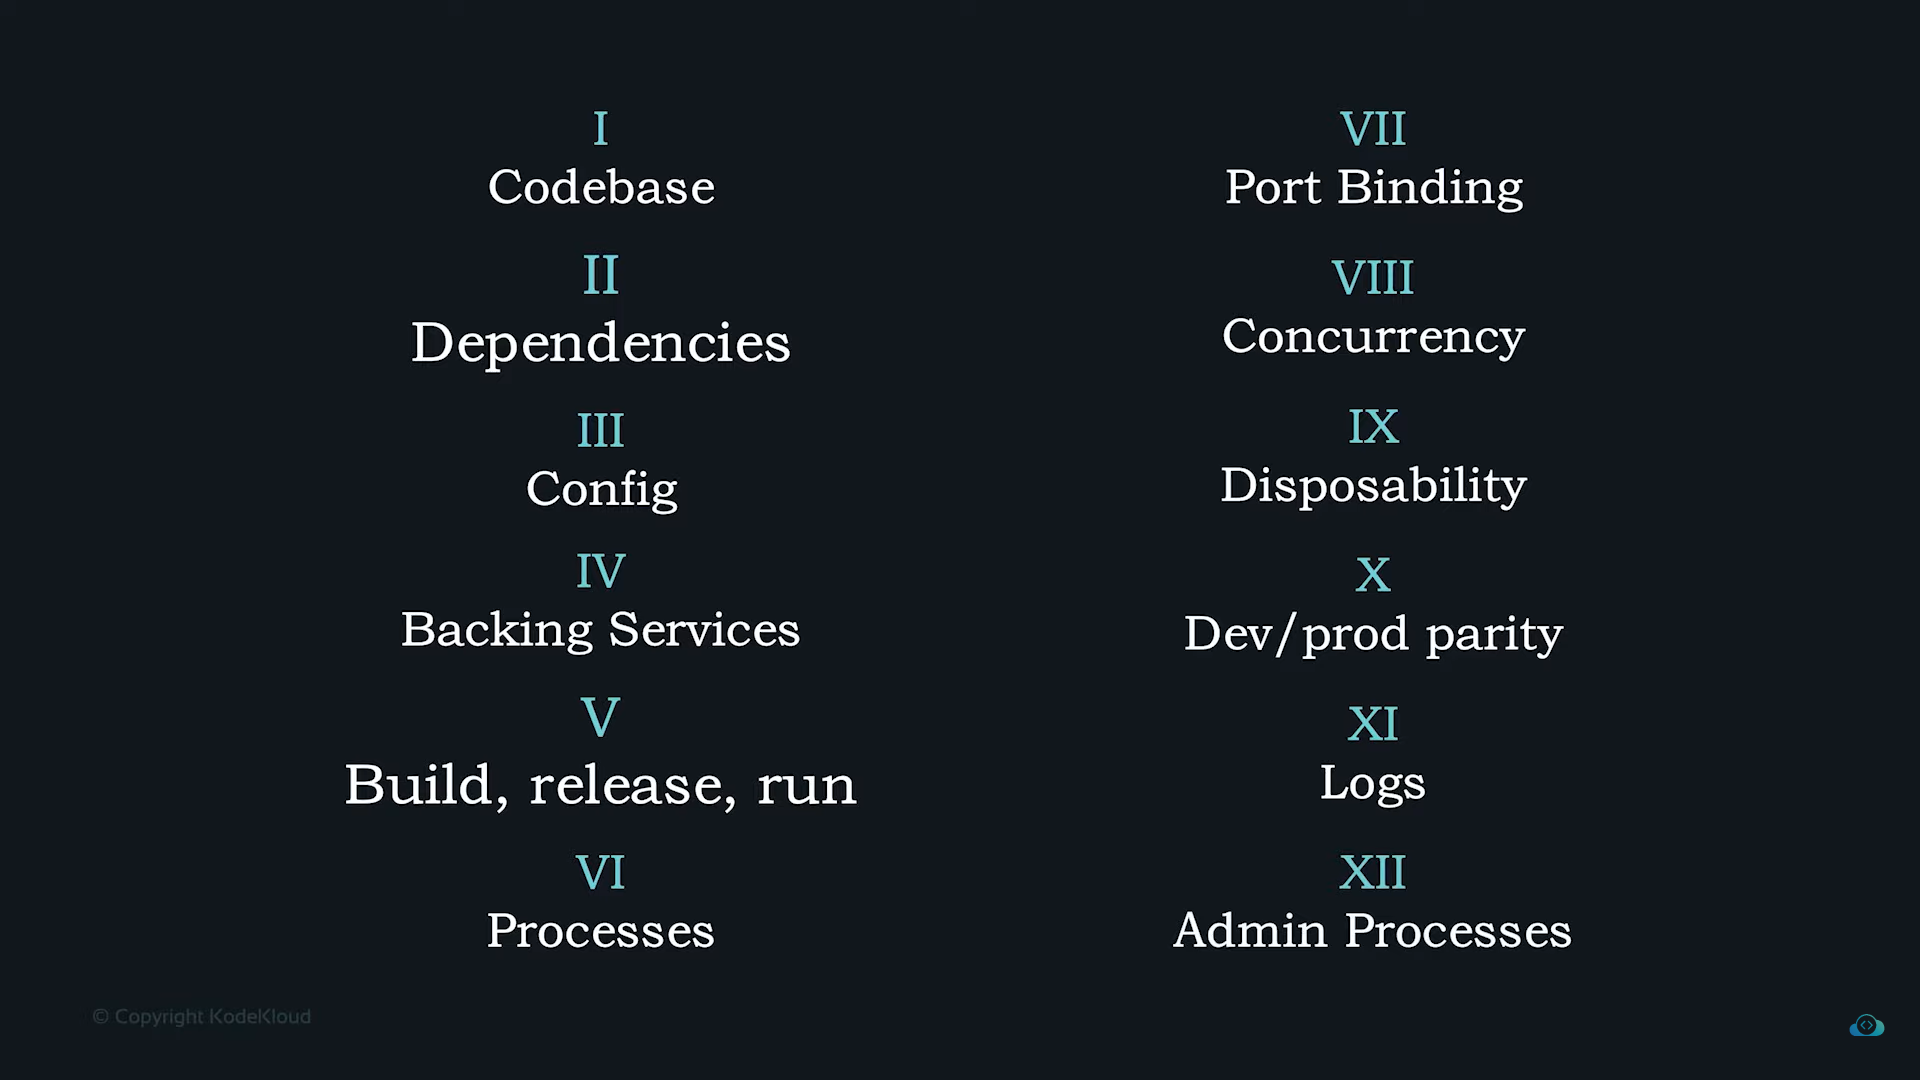 I
Codebase
II
Dependencies
III
Config
IV
Backing Services
V
Build, release, run
VI
Processes
VII
Port Binding
VIII
Concurrency
IX
Disposability
X
Dev/prod parity
XI
Logs
XII
Admin Processes
© Copyright KodeKloud